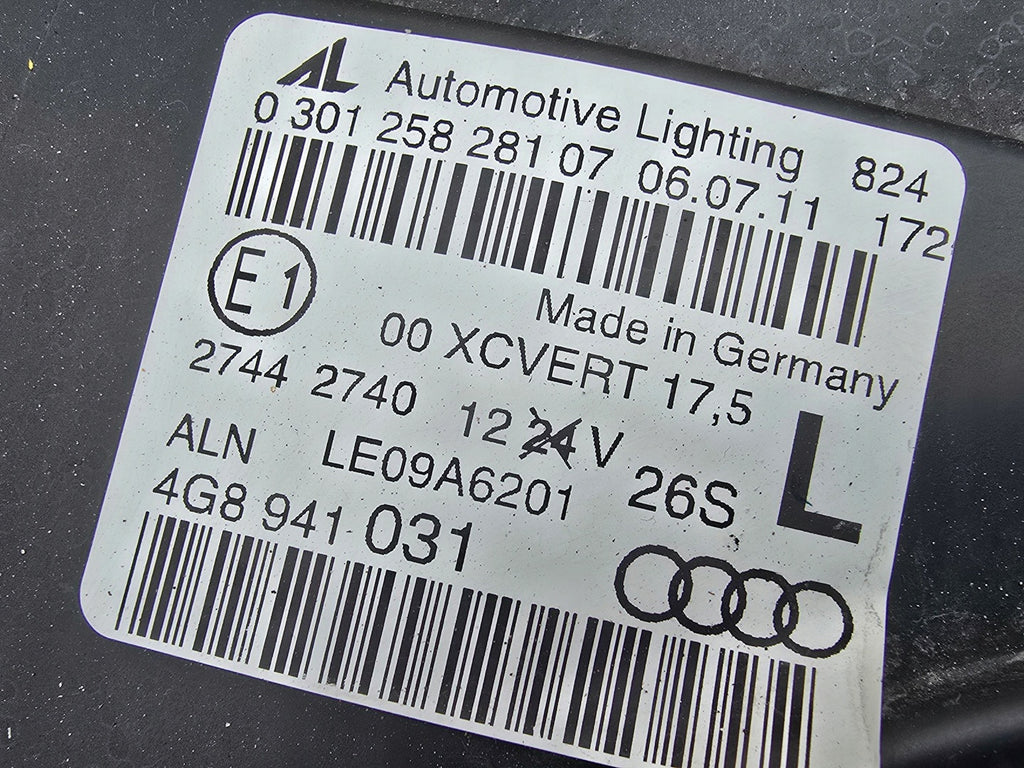 AL Automotive Lighting 824
0 301 258 281 07 06.07.11 172
E1
Made in Germany
00 XCVERT 17,5
2744 2740 12 24 V
L
ALN LE09A6201 26S
4G8 941 031